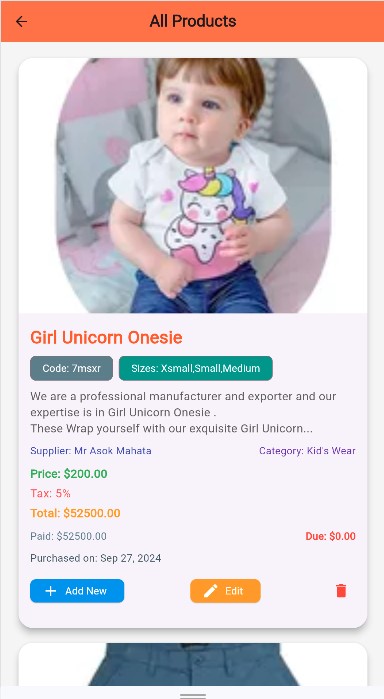 All Products
Girl Unicorn Onesie
Code: 7msxr
Sizes: Xsmall,Small,Medium
We are a professional manufacturer and exporter and our
expertise is in Girl Unicorn Onesie .
These Wrap yourself with our exquisite Girl Unicorn...
Supplier: Mr Asok Mahata
Category: Kid's Wear
Price: $200.00
Tax: 5%
Total: $52500.00
Paid: $52500.00
Due: $0.00
Purchased on: Sep 27, 2024
Add New
Edit